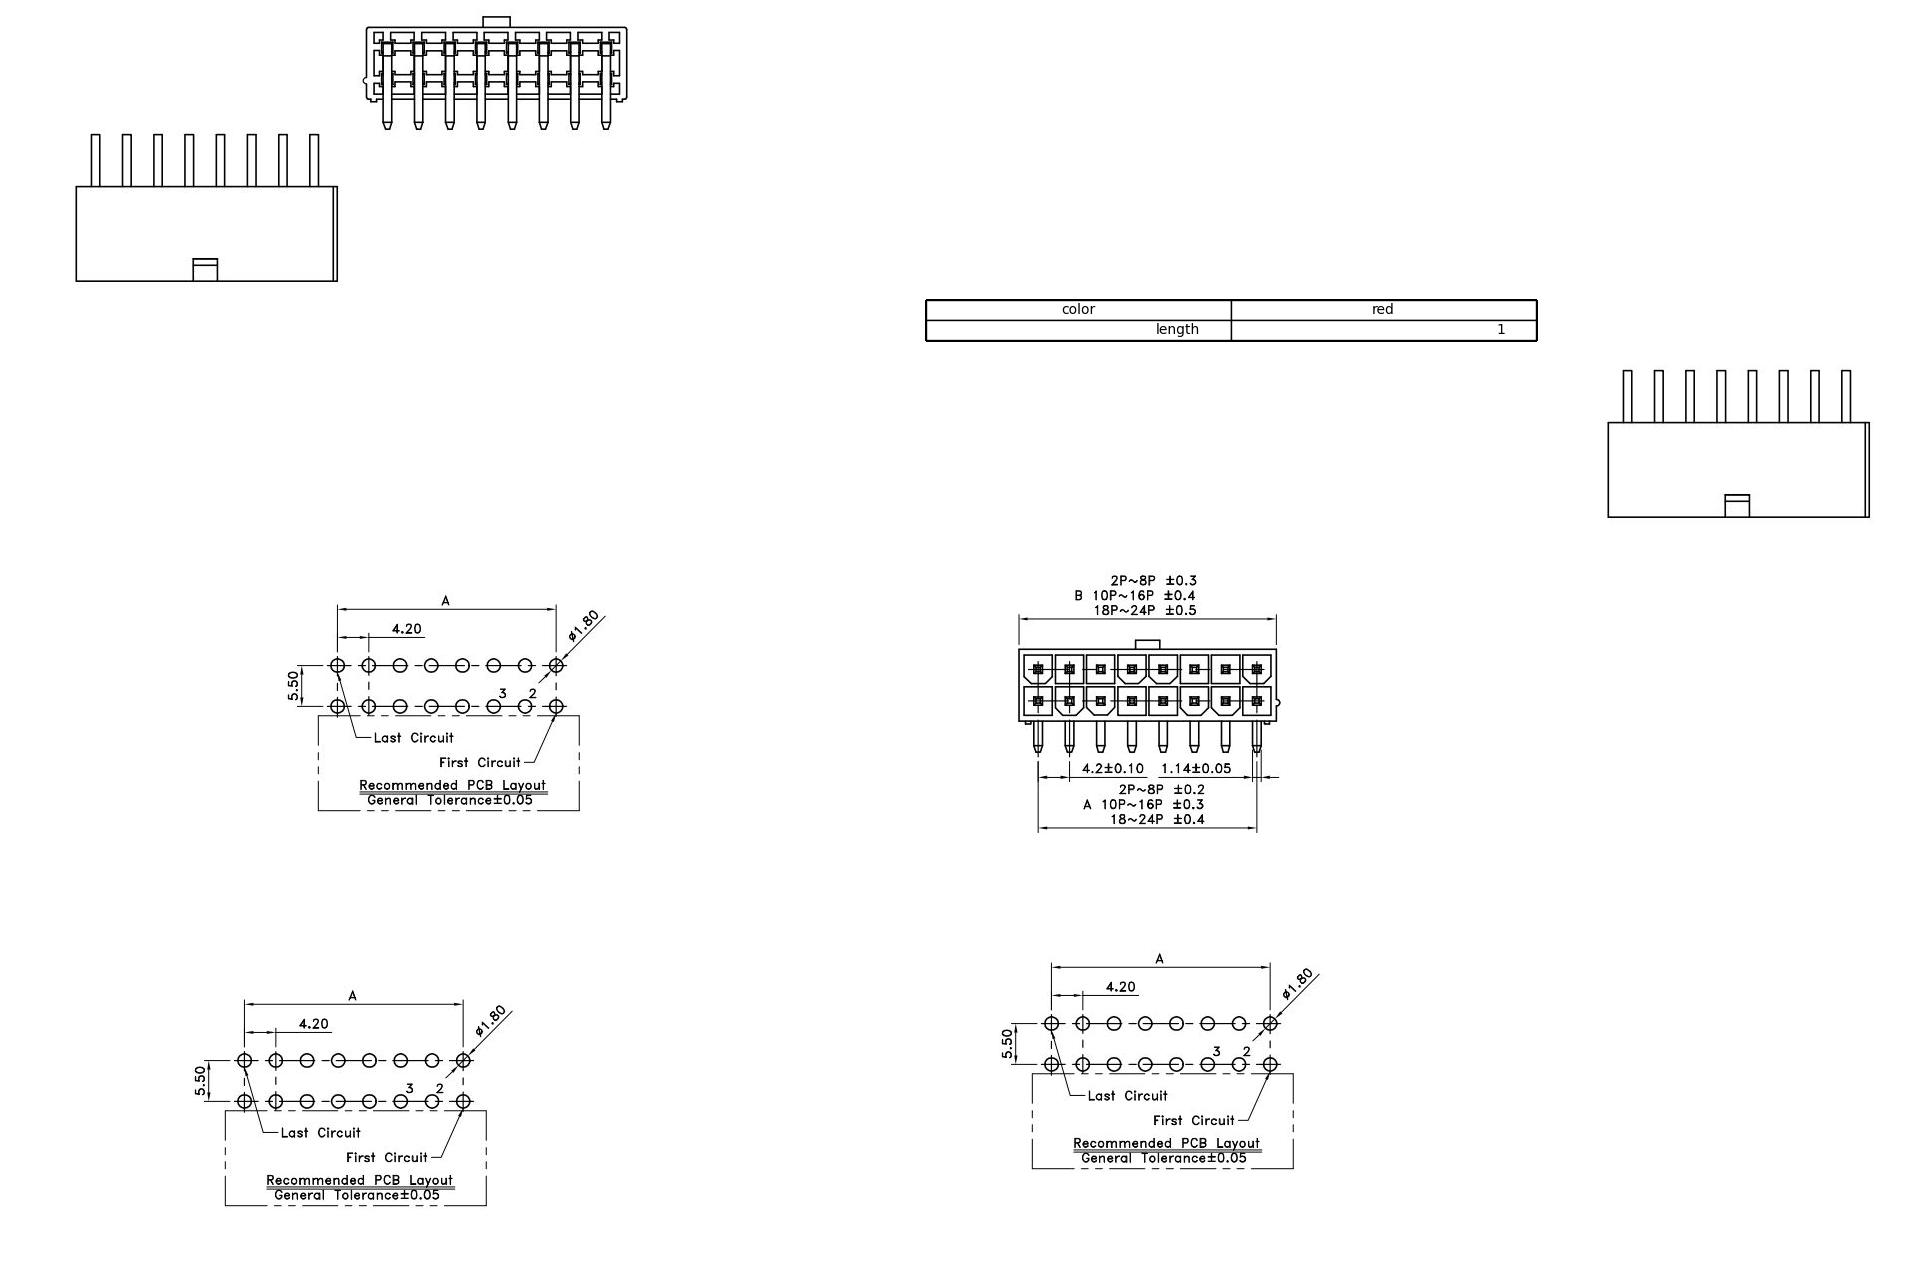 color red
length 1
2P~8P ±0.3
B 10P~16P ±0.4
18P~24P ±0.5
4.2±0.10 1.14±0.05
2P~8P ±0.2
A 10P~16P ±0.3
18~24P ±0.4
A
ø1.80
4.20
5.50
3 2
Last Circuit
First Circuit
Recommended PCB Layout
General Tolerance±0.05
A
ø1.80
4.20
5.50
3 2
Last Circuit
First Circuit
Recommended PCB Layout
General Tolerance±0.05
A
ø1.80
4.20
5.50
3 2
Last Circuit
First Circuit
Recommended PCB Layout
General Tolerance±0.05